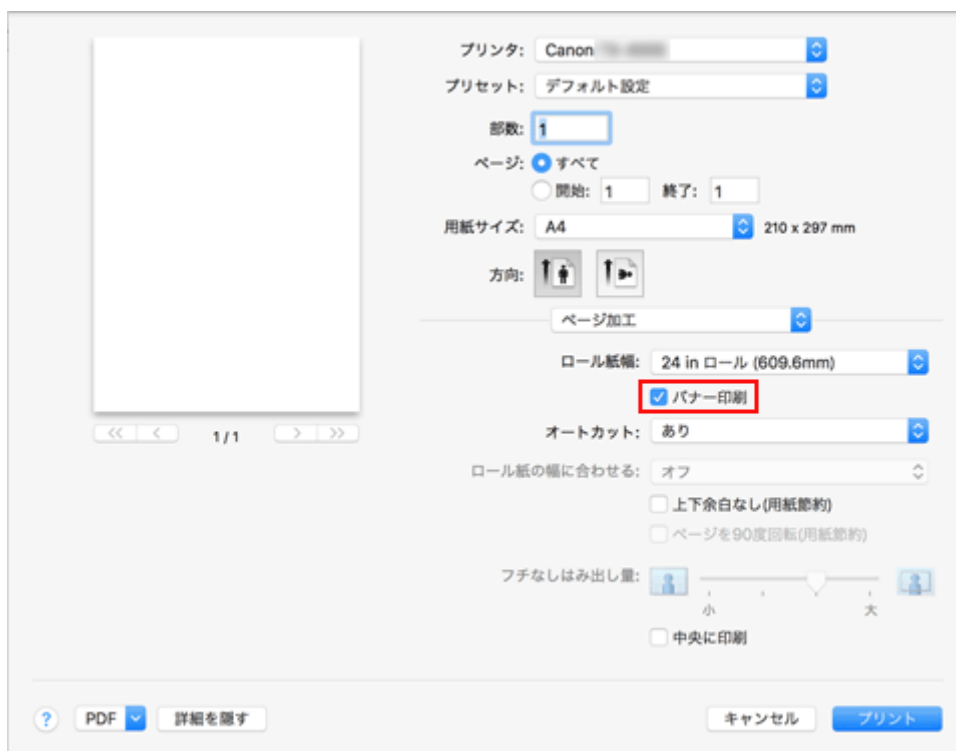 プリンタ: Canon
プリセット: デフォルト設定
部数: 1
ページ: すべて
開始: 1 終了: 1
用紙サイズ: A4 210 x 297 mm
方向:
ページ加工
ロール紙幅: 24 in ロール (609.6mm)
バナー印刷
<< < 1 / 1 > >>
オートカット: あり
ロール紙の幅に合わせる: オフ
上下余白なし(用紙節約)
ページを90度回転(用紙節約)
フチなしはみ出し量:
小 大
中央に印刷
? PDF 詳細を隠す キャンセル プリント